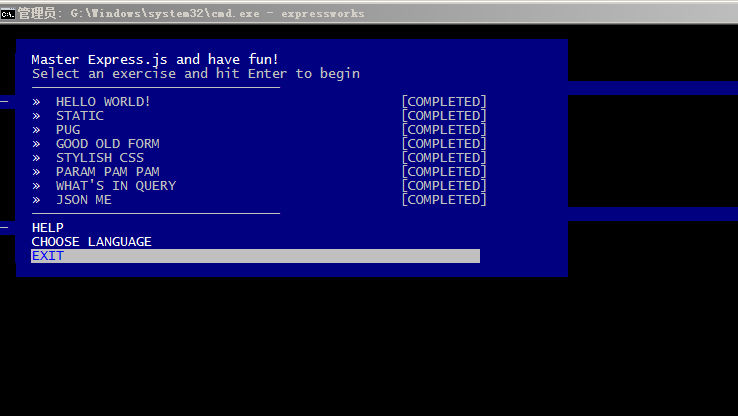 管理员: G:\Windows\system32\cmd.exe - expressworks
Master Express.js and have fun!
Select an exercise and hit Enter to begin
» HELLO WORLD! [COMPLETED]
» STATIC [COMPLETED]
» PUG [COMPLETED]
» GOOD OLD FORM [COMPLETED]
» STYLISH CSS [COMPLETED]
» PARAM PAM PAM [COMPLETED]
» WHAT'S IN QUERY [COMPLETED]
» JSON ME [COMPLETED]
HELP
CHOOSE LANGUAGE
EXIT